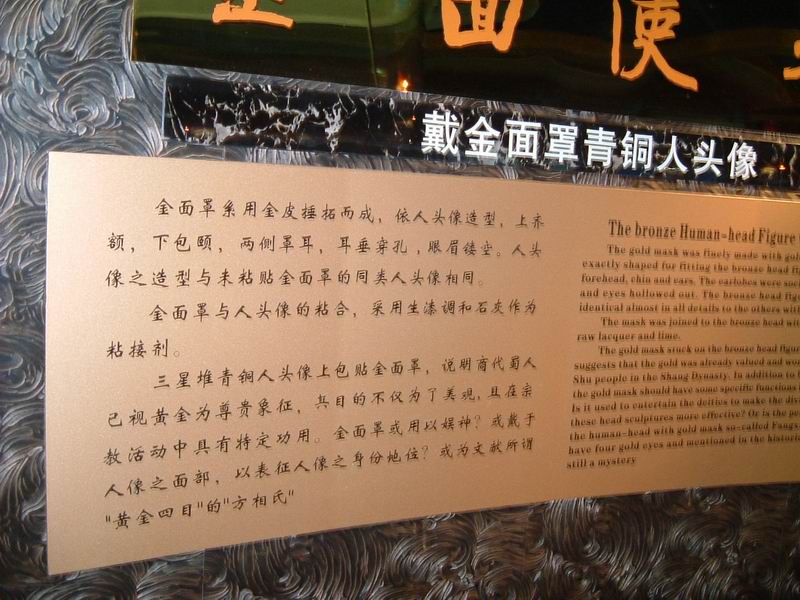 面使
戴金面罩青铜人头像
金面罩系用金皮捶拓而成，依人头像造型，上齐
额，下包颐，两侧罩耳，耳垂穿孔，眼眉镂空。人头
像之造型与未粘贴金面罩的同类人头像相同。
金面罩与人头像的粘合，采用生漆调和石灰作为
粘接剂。
三星堆青铜人头像上包贴金面罩，说明商代蜀人
已视黄金为尊贵象征，其目的不仅为了美观，且在宗
教活动中具有特定功用。金面罩或用以娱神？或戴于
人像之面部，以表征人像之身份地位？或为文献所谓
"黄金四目"的"方相氏"
The bronze Human-head Figure
The gold mask was finely made with gol
exactly shaped for fitting the bronze head fi
forehead, chin and ears. The earlobes were suc
and eyes hollowed out. The bronze head figu
identical almost in all details to the others wit
The mask was joined to the bronze head wit
raw lacquer and lime.
The gold mask struck on the bronze head figur
suggests that the gold was already valued and wor
Shu people in the Shang Dynasty. In addition to t
the gold mask should have some specific functions
Is it used to entertain the deities to make the divi
these head sculptures more effective? Or is the pe
the human-head with gold mask so-called Fangx
have four gold eyes and mentioned in the historic
still a mystery